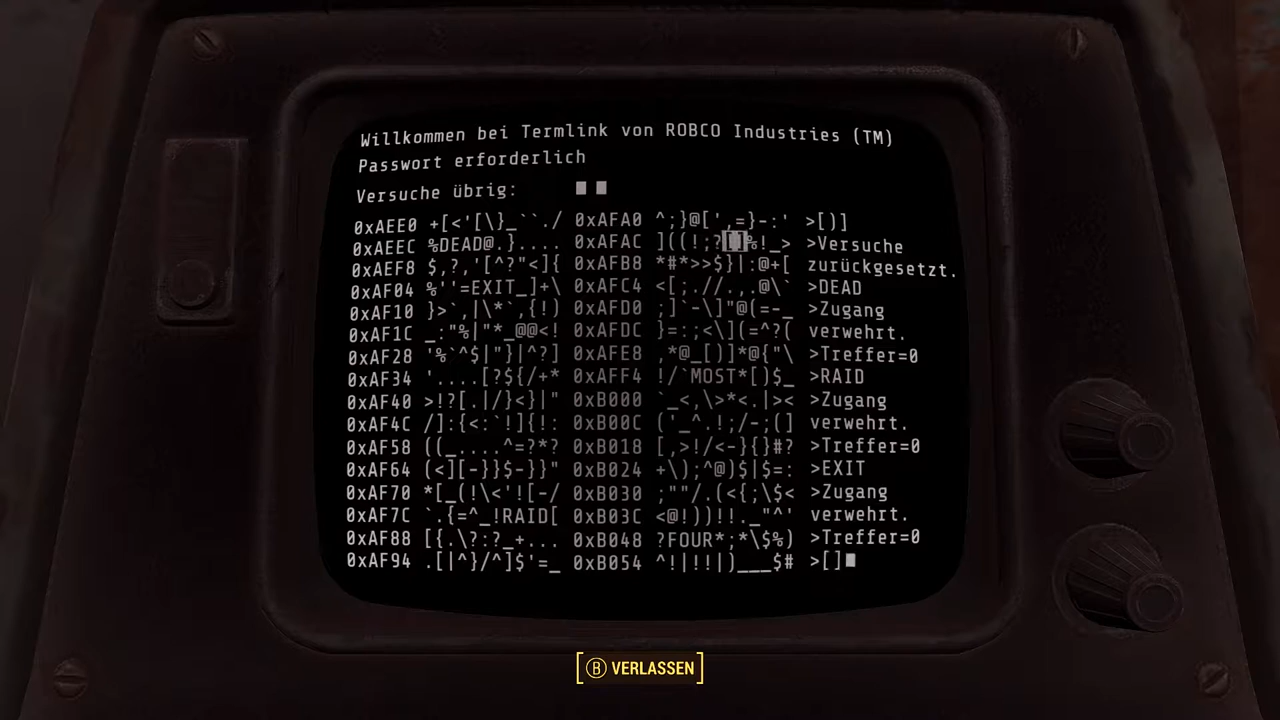 Willkommen bei Termlink von ROBCO Industries (TM)
Passwort erforderlich
Versuche übrig: ■ ■
0xAEE0 +[<'[\}_``./ 0xAFA0 ^;}@[',=}-:' >[)]
0xAEEC %DEAD@.}.... 0xAFAC ]((!;?[]%!_> >Versuche
0xAEF8 $,?,'[^?"<]{ 0xAFB8 *#*>>$}|:@+[ zurückgesetzt.
0xAF04 %''=EXIT_]+\ 0xAFC4 <[;.//.,.@\` >DEAD
0xAF10 }>`,|\*`,{!) 0xAFD0 ;]`-\]"@(=-_ >Zugang
0xAF1C _:"%|"*_@@<! 0xAFDC }=:;<\](=^?( verwehrt.
0xAF28 '%`^$|"}|^?] 0xAFE8 ,*@_[)]*@{"\ >Treffer=0
0xAF34 '....[?${/+* 0xAFF4 !/`MOST*[)$_ >RAID
0xAF40 >!?[.|/}<}|" 0xB000 `_<,\>*<.|>< >Zugang
0xAF4C /]:{<:`!]{!: 0xB00C ('_^.!;/-;(] verwehrt.
0xAF58 ((_....^=?*? 0xB018 [,>!/<-}{}#? >Treffer=0
0xAF64 (<][-}}$-}}" 0xB024 +\);^@)$|$=: >EXIT
0xAF70 *[_(!\<'![-/ 0xB030 ;""/.(<{;\$< >Zugang
0xAF7C `.{=^_!RAID[ 0xB03C <@!))!!._"^' verwehrt.
0xAF88 [{.\?:?_+... 0xB048 ?FOUR*;*\$%) >Treffer=0
0xAF94 .[|^}/^]$'=_ 0xB054 ^!|!!|)___$# >[]■
Ⓑ VERLASSEN